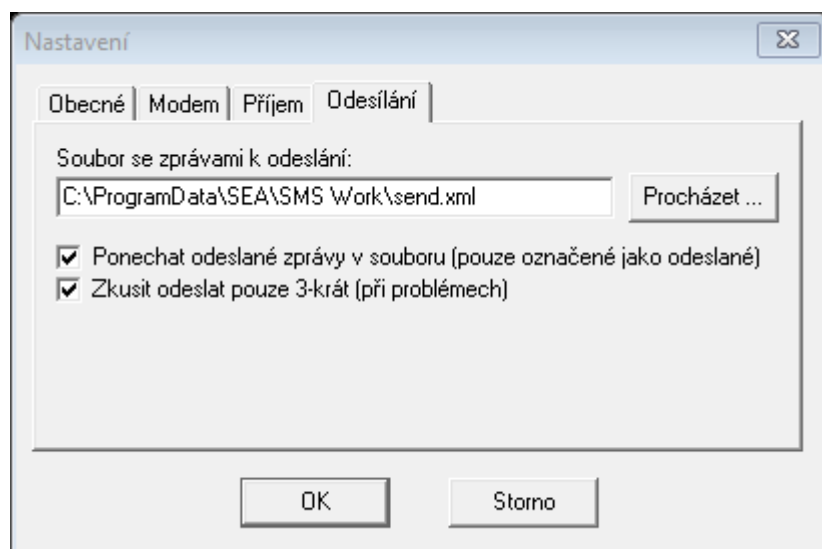 Nastavení
Obecné Modem Příjem Odesílání
Soubor se zprávami k odeslání:
C:\ProgramData\SEA\SMS Work\send.xml Procházet ...
Ponechat odeslané zprávy v souboru (pouze označené jako odeslané)
Zkusit odeslat pouze 3-krát (při problémech)
OK Storno